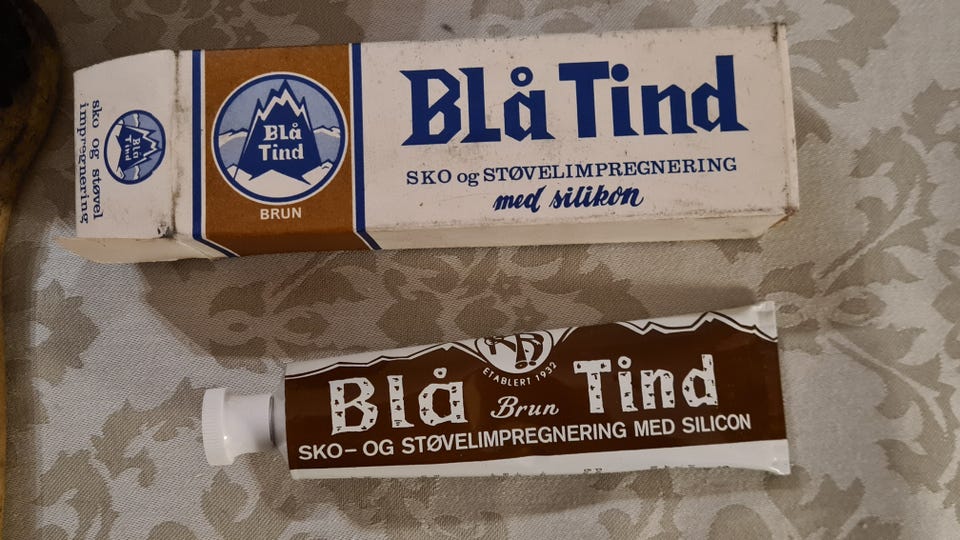 sko og støvel
impregnering
Blå
Tind
Blå
Tind
BRUN
Blå Tind
SKO og STØVELIMPREGNERING
med silikon
ETABLERT 1932
Blå Brun Tind
SKO- OG STØVELIMPREGNERING MED SILICON